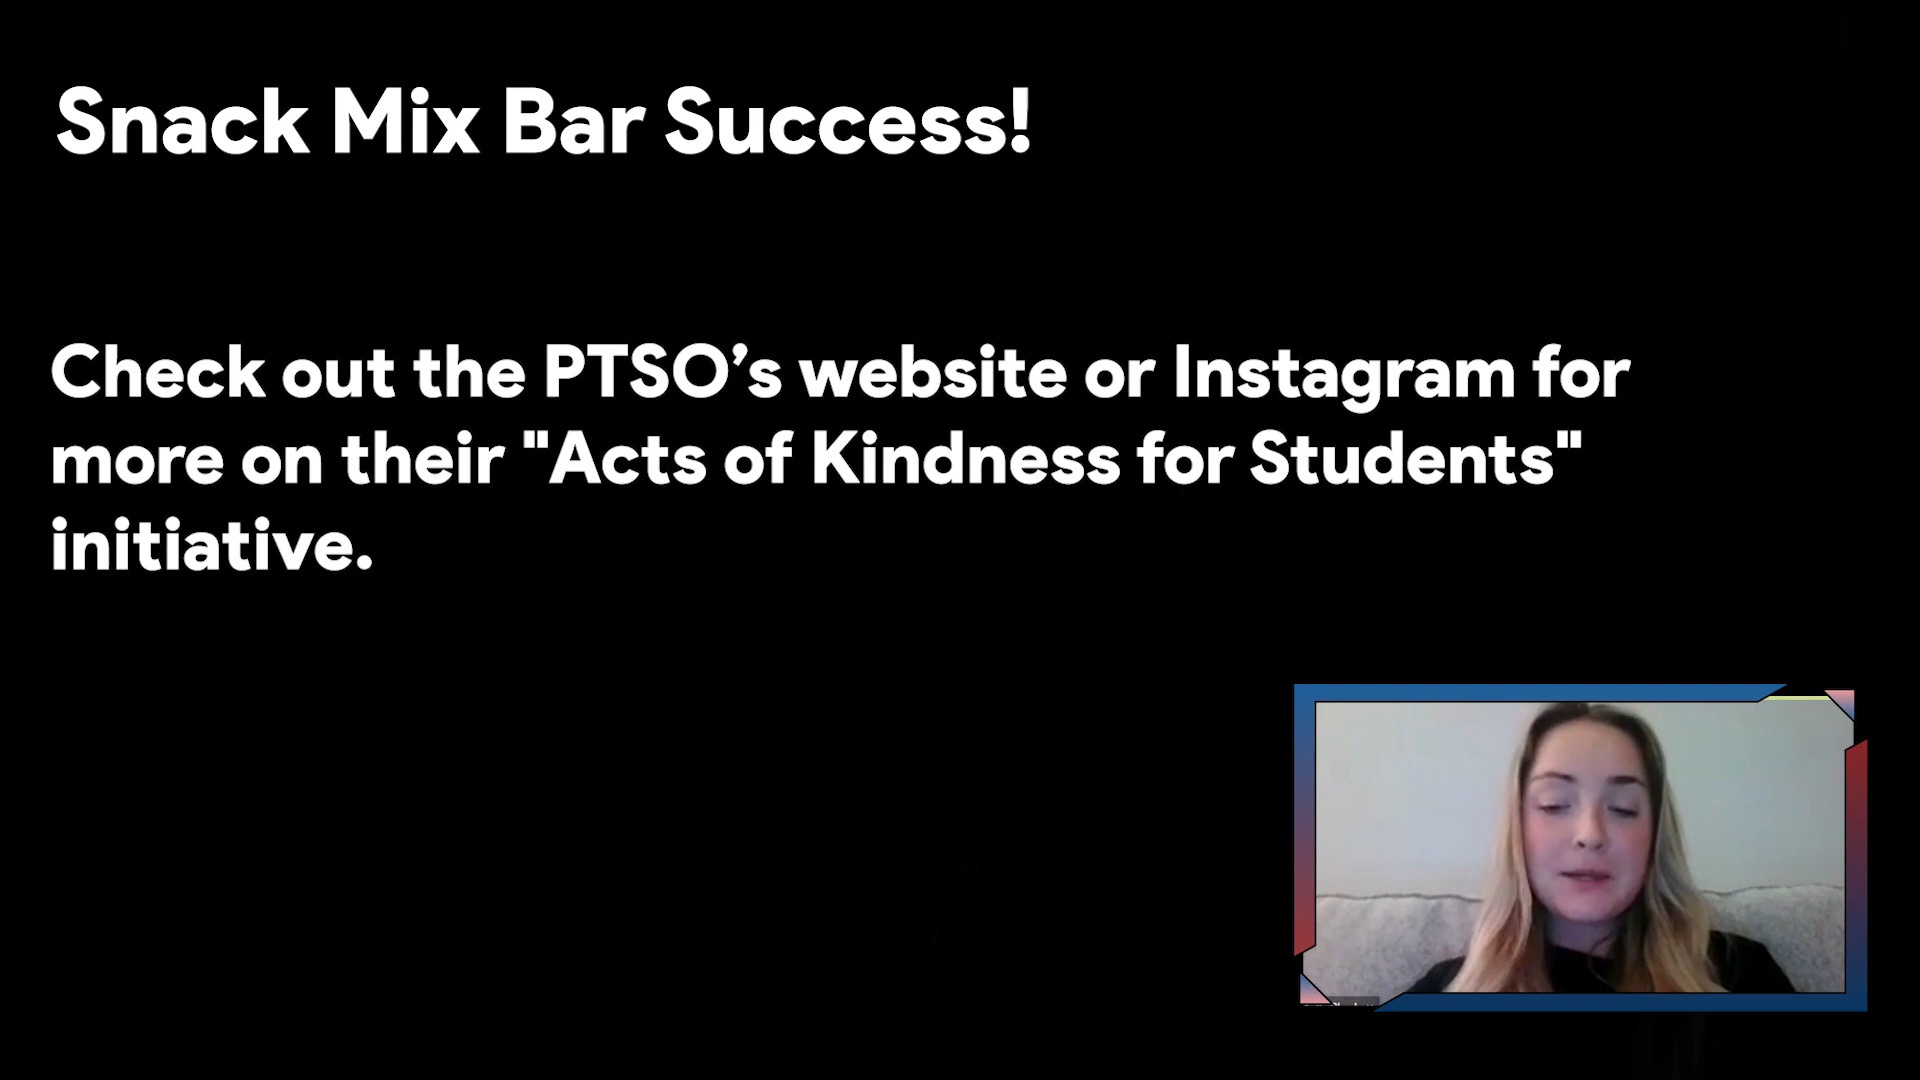 Snack Mix Bar Success!
Check out the PTSO’s website or Instagram for
more on their "Acts of Kindness for Students"
initiative.